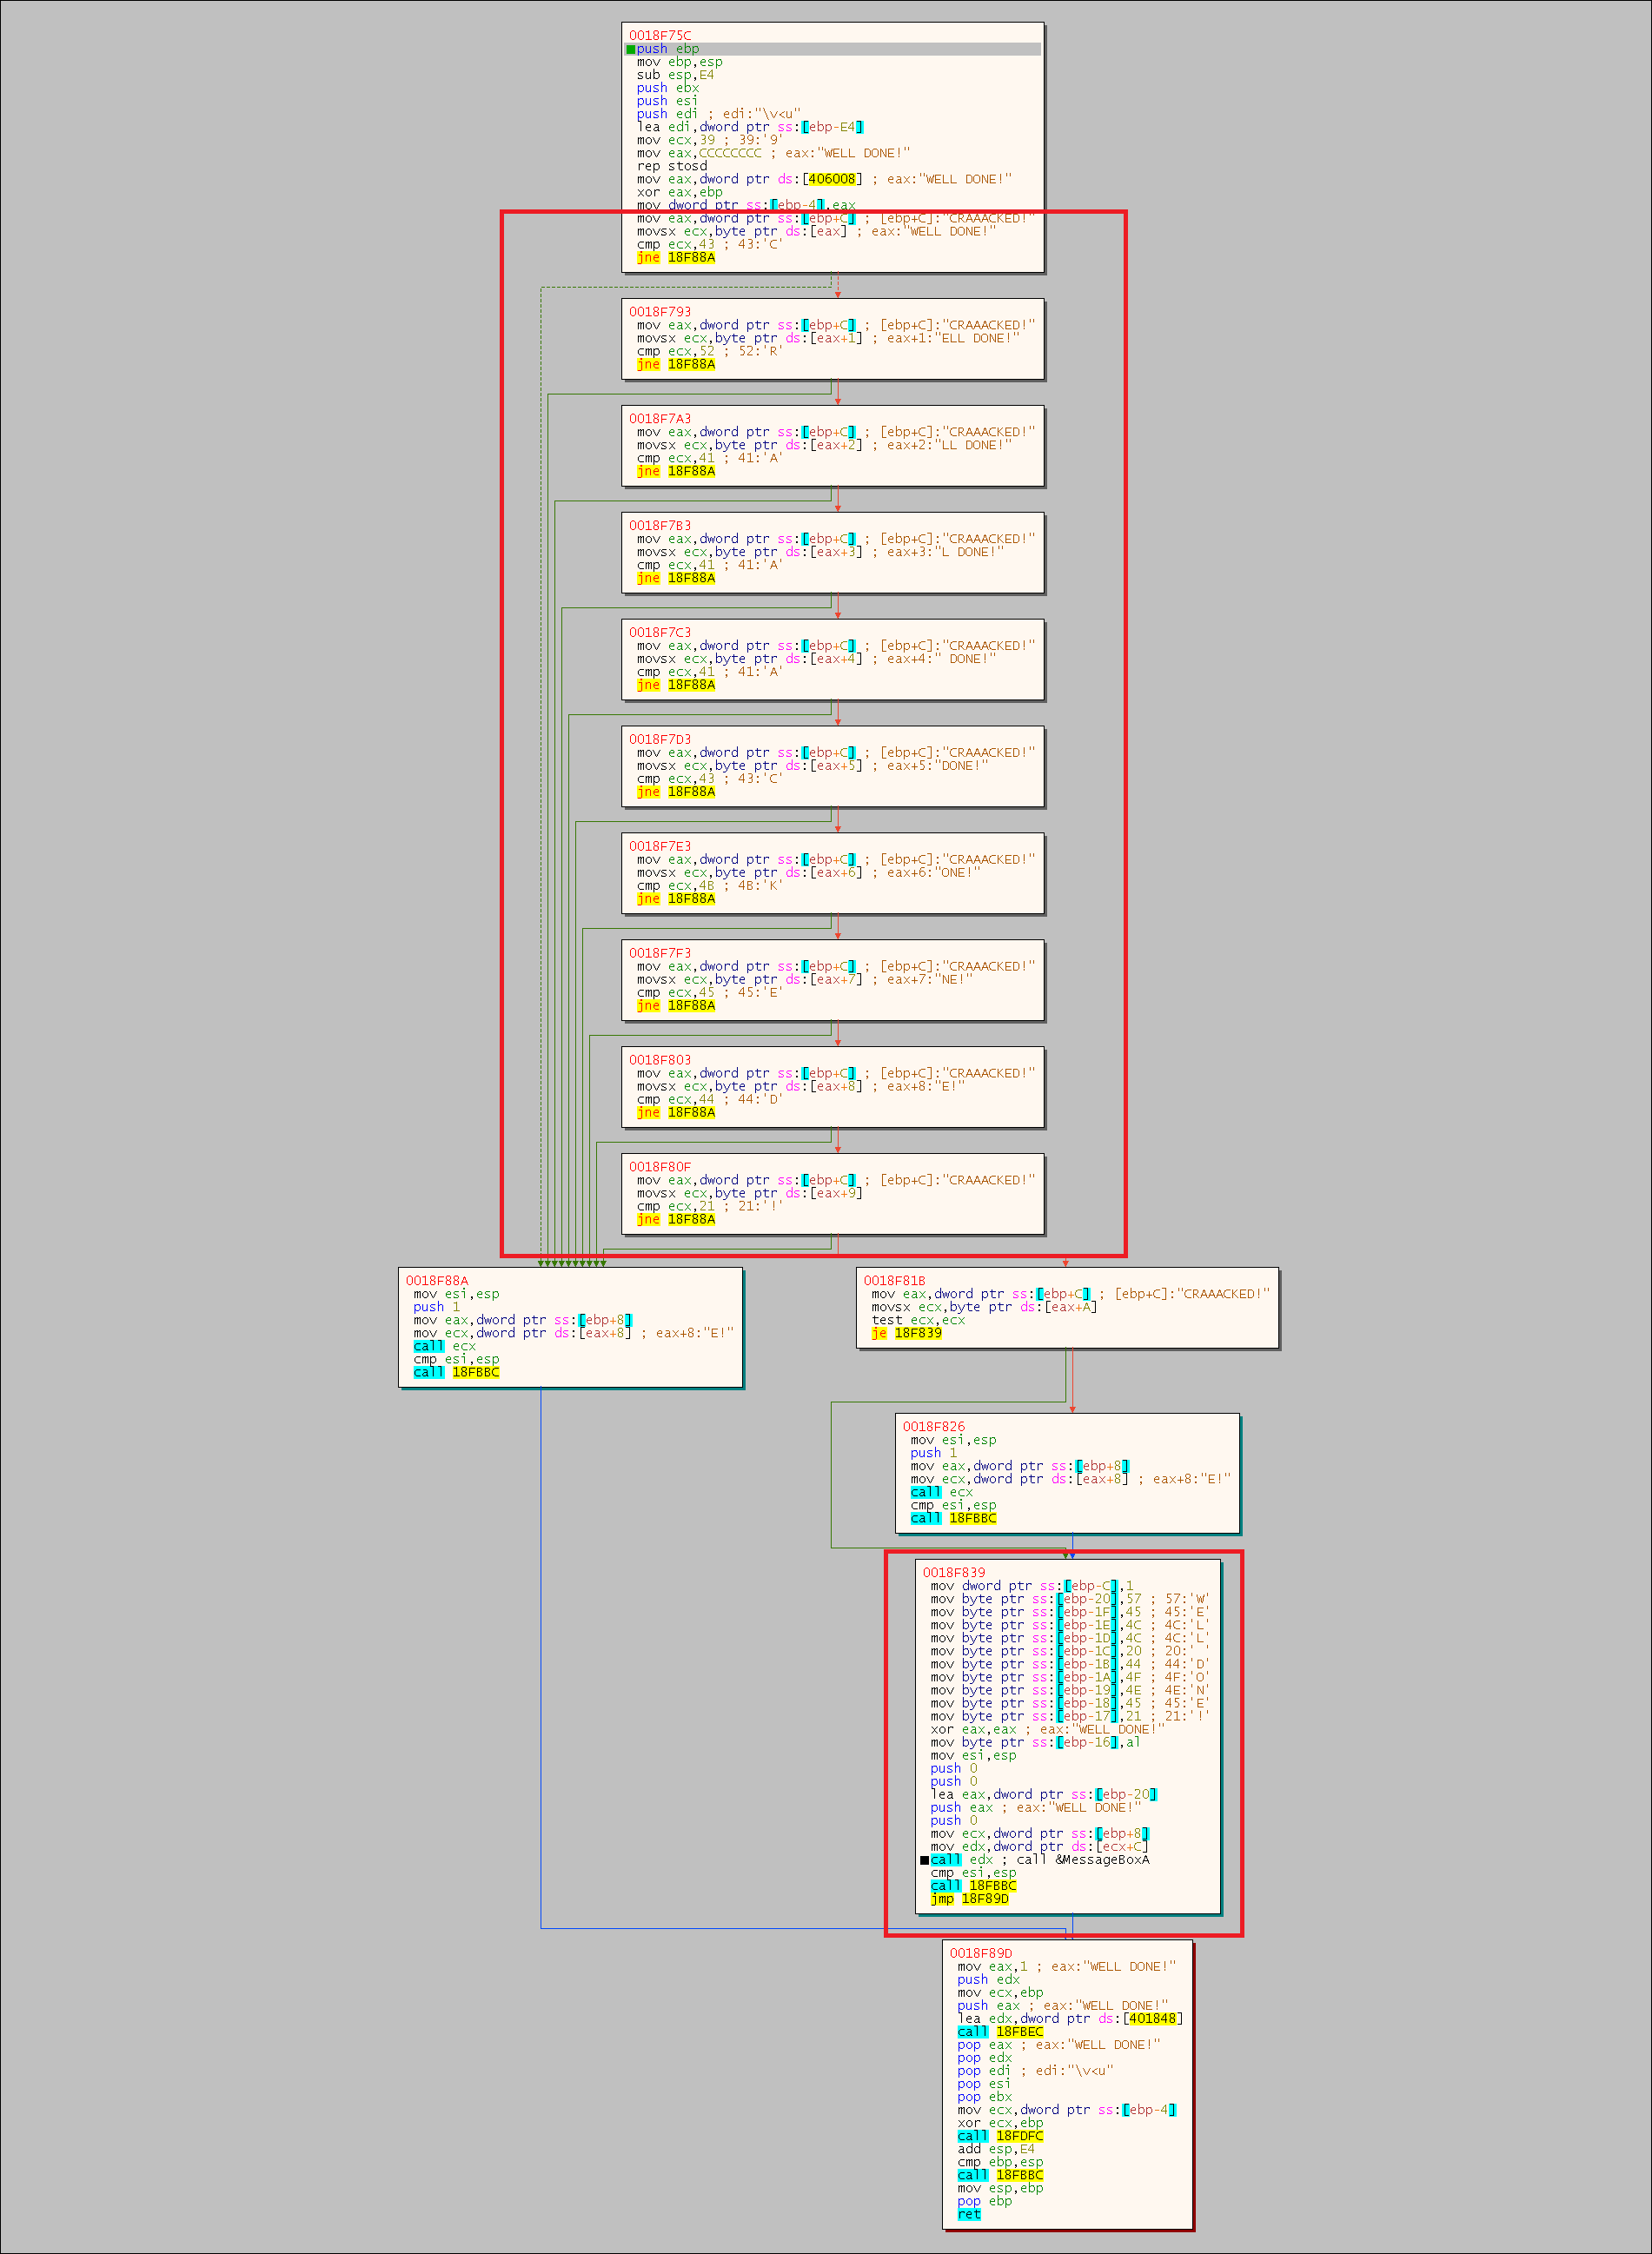 0018F75C
push ebp
mov ebp,esp
sub esp,E4
push ebx
push esi
push edi ; edi:"\v<u"
lea edi,dword ptr ss:[ebp-E4]
mov ecx,39 ; 39:'9'
mov eax,CCCCCCCC ; eax:"WELL DONE!"
rep stosd
mov eax,dword ptr ds:[406008] ; eax:"WELL DONE!"
xor eax,ebp
mov dword ptr ss:[ebp-4],eax
mov eax,dword ptr ss:[ebp+C] ; [ebp+C]:"CRAAACKED!"
movsx ecx,byte ptr ds:[eax] ; eax:"WELL DONE!"
cmp ecx,43 ; 43:'C'
jne 18F88A
0018F793
mov eax,dword ptr ss:[ebp+C] ; [ebp+C]:"CRAAACKED!"
movsx ecx,byte ptr ds:[eax+1] ; eax+1:"ELL DONE!"
cmp ecx,52 ; 52:'R'
jne 18F88A
0018F7A3
mov eax,dword ptr ss:[ebp+C] ; [ebp+C]:"CRAAACKED!"
movsx ecx,byte ptr ds:[eax+2] ; eax+2:"LL DONE!"
cmp ecx,41 ; 41:'A'
jne 18F88A
0018F7B3
mov eax,dword ptr ss:[ebp+C] ; [ebp+C]:"CRAAACKED!"
movsx ecx,byte ptr ds:[eax+3] ; eax+3:"L DONE!"
cmp ecx,41 ; 41:'A'
jne 18F88A
0018F7C3
mov eax,dword ptr ss:[ebp+C] ; [ebp+C]:"CRAAACKED!"
movsx ecx,byte ptr ds:[eax+4] ; eax+4:" DONE!"
cmp ecx,41 ; 41:'A'
jne 18F88A
0018F7D3
mov eax,dword ptr ss:[ebp+C] ; [ebp+C]:"CRAAACKED!"
movsx ecx,byte ptr ds:[eax+5] ; eax+5:"DONE!"
cmp ecx,43 ; 43:'C'
jne 18F88A
0018F7E3
mov eax,dword ptr ss:[ebp+C] ; [ebp+C]:"CRAAACKED!"
movsx ecx,byte ptr ds:[eax+6] ; eax+6:"ONE!"
cmp ecx,4B ; 4B:'K'
jne 18F88A
0018F7F3
mov eax,dword ptr ss:[ebp+C] ; [ebp+C]:"CRAAACKED!"
movsx ecx,byte ptr ds:[eax+7] ; eax+7:"NE!"
cmp ecx,45 ; 45:'E'
jne 18F88A
0018F803
mov eax,dword ptr ss:[ebp+C] ; [ebp+C]:"CRAAACKED!"
movsx ecx,byte ptr ds:[eax+8] ; eax+8:"E!"
cmp ecx,44 ; 44:'D'
jne 18F88A
0018F80F
mov eax,dword ptr ss:[ebp+C] ; [ebp+C]:"CRAAACKED!"
movsx ecx,byte ptr ds:[eax+9]
cmp ecx,21 ; 21:'!'
jne 18F88A
0018F88A
mov esi,esp
push 1
mov eax,dword ptr ss:[ebp+8]
mov ecx,dword ptr ds:[eax+8] ; eax+8:"E!"
call ecx
cmp esi,esp
call 18FBBC
0018F81B
mov eax,dword ptr ss:[ebp+C] ; [ebp+C]:"CRAAACKED!"
movsx ecx,byte ptr ds:[eax+A]
test ecx,ecx
je 18F839
0018F826
mov esi,esp
push 1
mov eax,dword ptr ss:[ebp+8]
mov ecx,dword ptr ds:[eax+8] ; eax+8:"E!"
call ecx
cmp esi,esp
call 18FBBC
0018F839
mov dword ptr ss:[ebp-C],1
mov byte ptr ss:[ebp-20],57 ; 57:'W'
mov byte ptr ss:[ebp-1F],45 ; 45:'E'
mov byte ptr ss:[ebp-1E],4C ; 4C:'L'
mov byte ptr ss:[ebp-1D],4C ; 4C:'L'
mov byte ptr ss:[ebp-1C],20 ; 20:' '
mov byte ptr ss:[ebp-1B],44 ; 44:'D'
mov byte ptr ss:[ebp-1A],4F ; 4F:'O'
mov byte ptr ss:[ebp-19],4E ; 4E:'N'
mov byte ptr ss:[ebp-18],45 ; 45:'E'
mov byte ptr ss:[ebp-17],21 ; 21:'!'
xor eax,eax ; eax:"WELL DONE!"
mov byte ptr ss:[ebp-16],al
mov esi,esp
push 0
push 0
lea eax,dword ptr ss:[ebp-20]
push eax ; eax:"WELL DONE!"
push 0
mov ecx,dword ptr ss:[ebp+8]
mov edx,dword ptr ds:[ecx+C]
call edx ; call &MessageBoxA
cmp esi,esp
call 18FBBC
jmp 18F89D
0018F89D
mov eax,1 ; eax:"WELL DONE!"
push edx
mov ecx,ebp
push eax ; eax:"WELL DONE!"
lea edx,dword ptr ds:[401848]
call 18FBEC
pop eax ; eax:"WELL DONE!"
pop edx
pop edi ; edi:"\v<u"
pop esi
pop ebx
mov ecx,dword ptr ss:[ebp-4]
xor ecx,ebp
call 18FDFC
add esp,E4
cmp ebp,esp
call 18FBBC
mov esp,ebp
pop ebp
ret